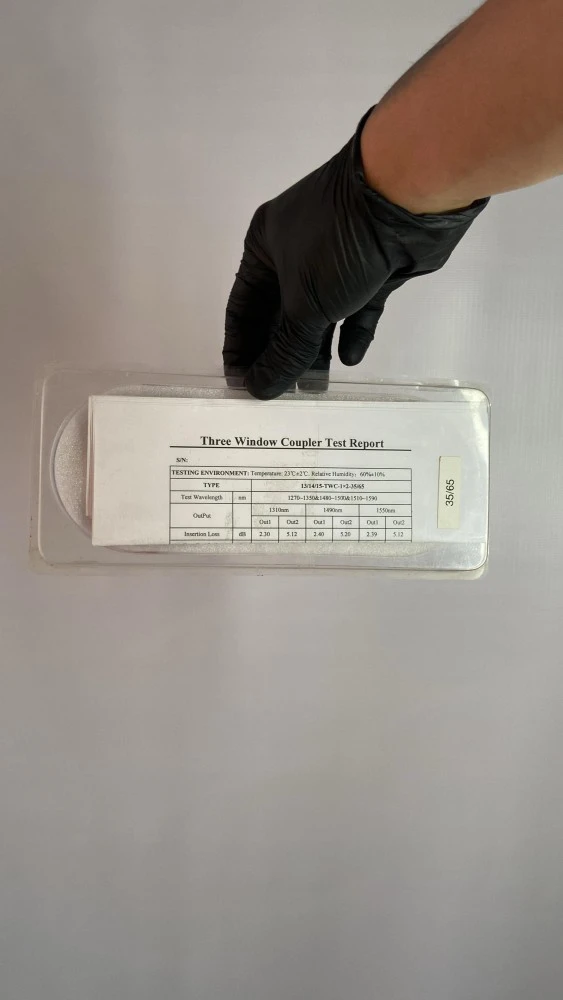 Three Window Coupler Test Report
S/N:
TESTING ENVIRONMENT: Temperature: 23℃±2℃. Relative Humidity: 60%±10%
TYPE 13/14/15-TWC-1×2-35/65
Test Wavelength nm 1270~1350&1480~1500&1510~1590
OutPut 1310nm 1490nm 1550nm
Out1 Out2 Out1 Out2 Out1 Out2
Insertion Loss dB 2.30 5.12 2.40 5.20 2.39 5.12
35/65